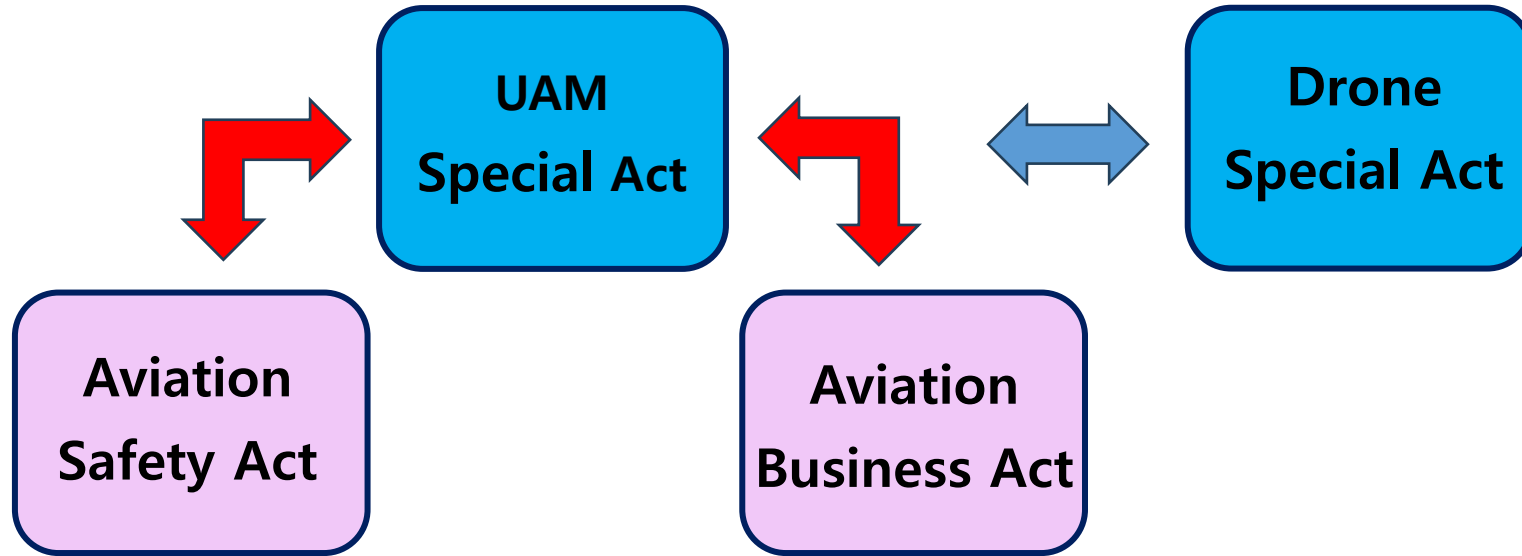 UAM
Special Act
Drone
Special Act
Aviation
Safety Act
Aviation
Business Act